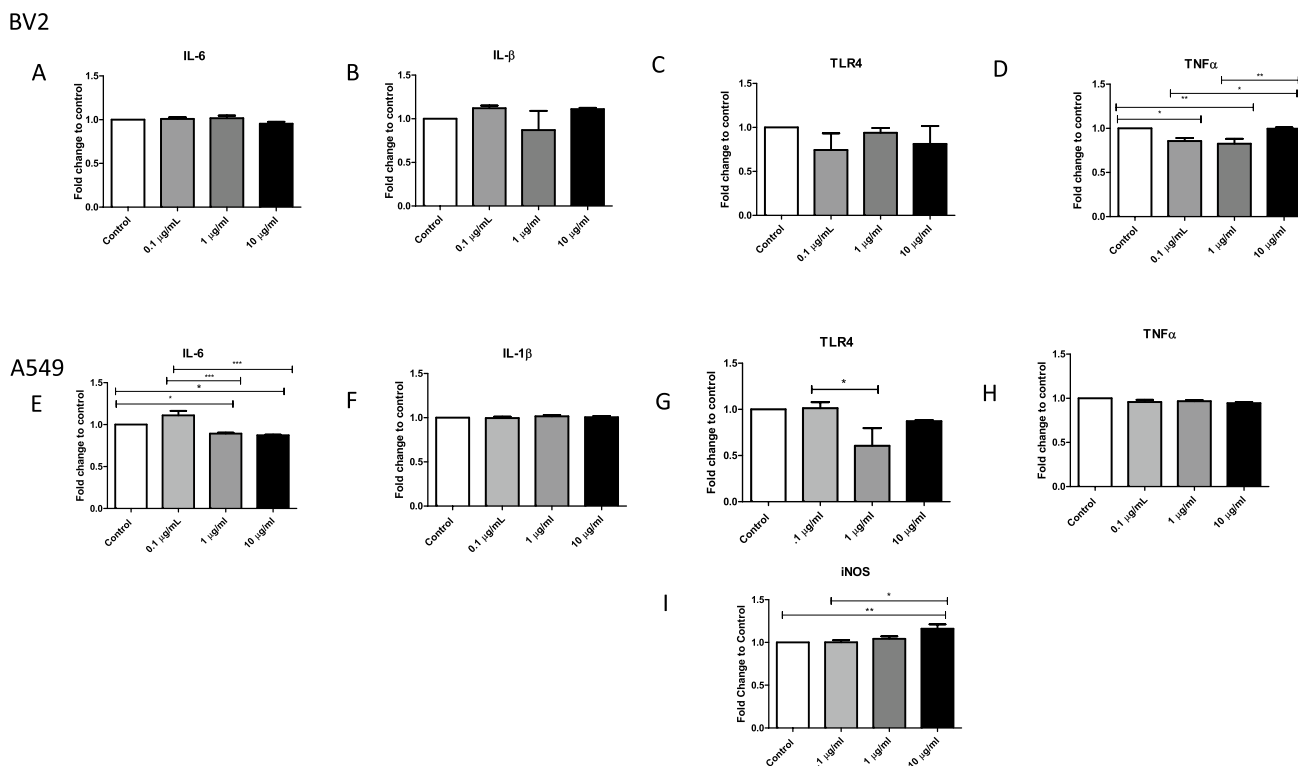 BV2
A
IL-6
Fold change to control
1.5
1.0
0.5
0.0
Control
0.1 µg/mL
1 µg/ml
10 µg/ml
B
IL-β
Fold change to control
1.5
1.0
0.5
0.0
Control
0.1 µg/mL
1 µg/ml
10 µg/ml
C
TLR4
Fold change to control
1.5
1.0
0.5
0.0
Control
0.1 µg/mL
1 µg/ml
10 µg/ml
D
TNFα
Fold change to control
1.5
1.0
0.5
0.0
**
*
**
*
Control
0.1 µg/mL
1 µg/ml
10 µg/ml
A549
E
IL-6
Fold change to control
1.5
1.0
0.5
0.0
***
***
*
*
Control
0.1 µg/mL
1 µg/ml
10 µg/ml
F
IL-1β
Fold change to control
1.5
1.0
0.5
0.0
Control
0.1 µg/mL
1 µg/ml
10 µg/ml
G
TLR4
Fold change to control
1.5
1.0
0.5
0.0
*
Control
.1 µg/ml
1 µg/ml
10 µg/ml
H
TNFα
Fold change to control
1.5
1.0
0.5
0.0
Control
0.1 µg/mL
1 µg/ml
10 µg/ml
I
iNOS
Fold Change to Control
1.5
1.0
0.5
0.0
*
**
Control
.1 µg/ml
1 µg/ml
10 µg/ml